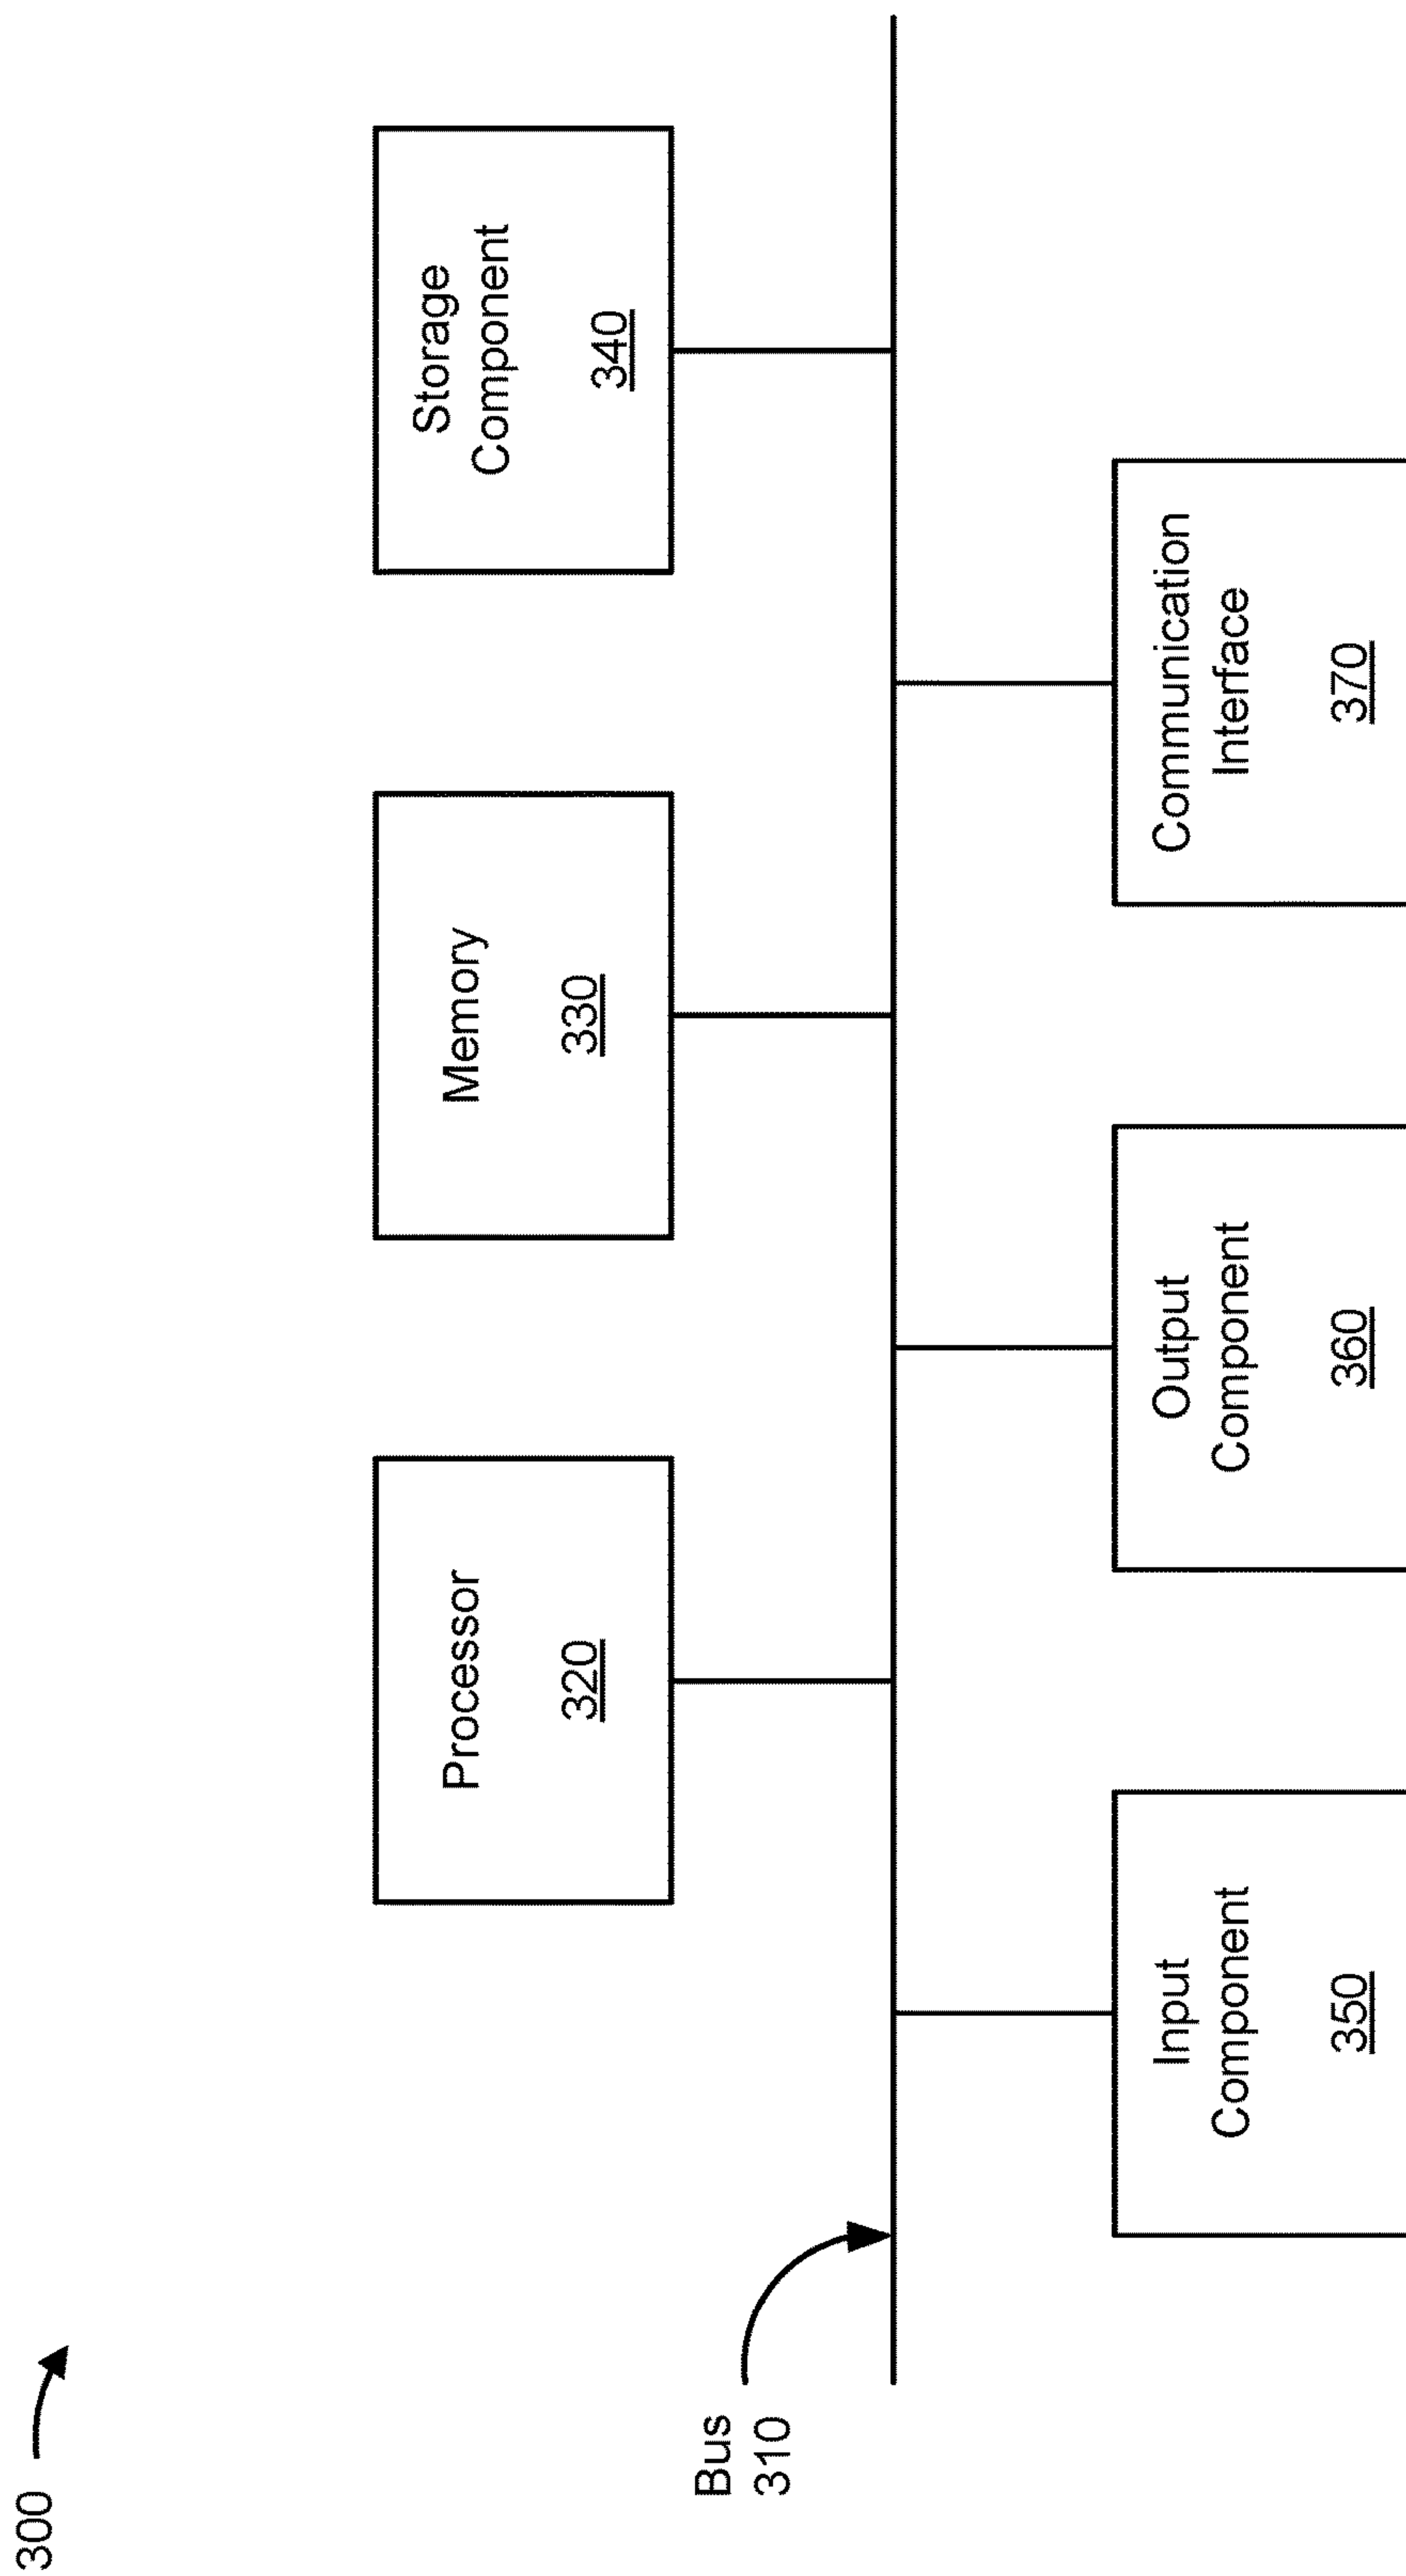 300
Processor
320
Memory
330
Storage
Component
340
Bus
310
Input
Component
350
Output
Component
360
Communication
Interface
370